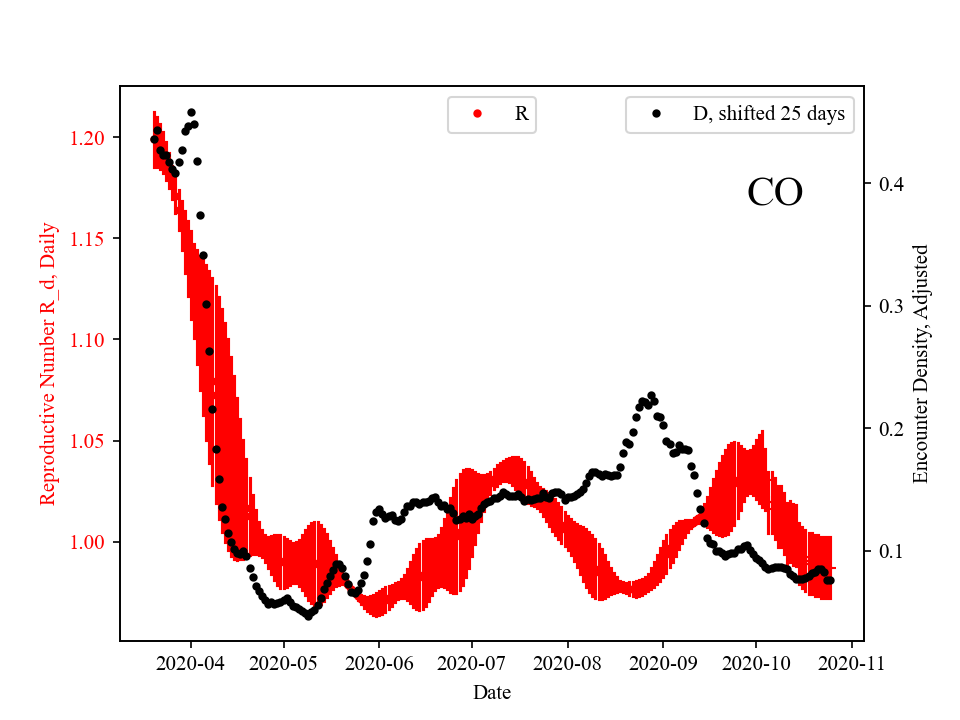 R
D, shifted 25 days
CO
Reproductive Number R_d, Daily
1.20
1.15
1.10
1.05
1.00
Encounter Density, Adjusted
0.4
0.3
0.2
0.1
2020-04
2020-05
2020-06
2020-07
2020-08
2020-09
2020-10
2020-11
Date